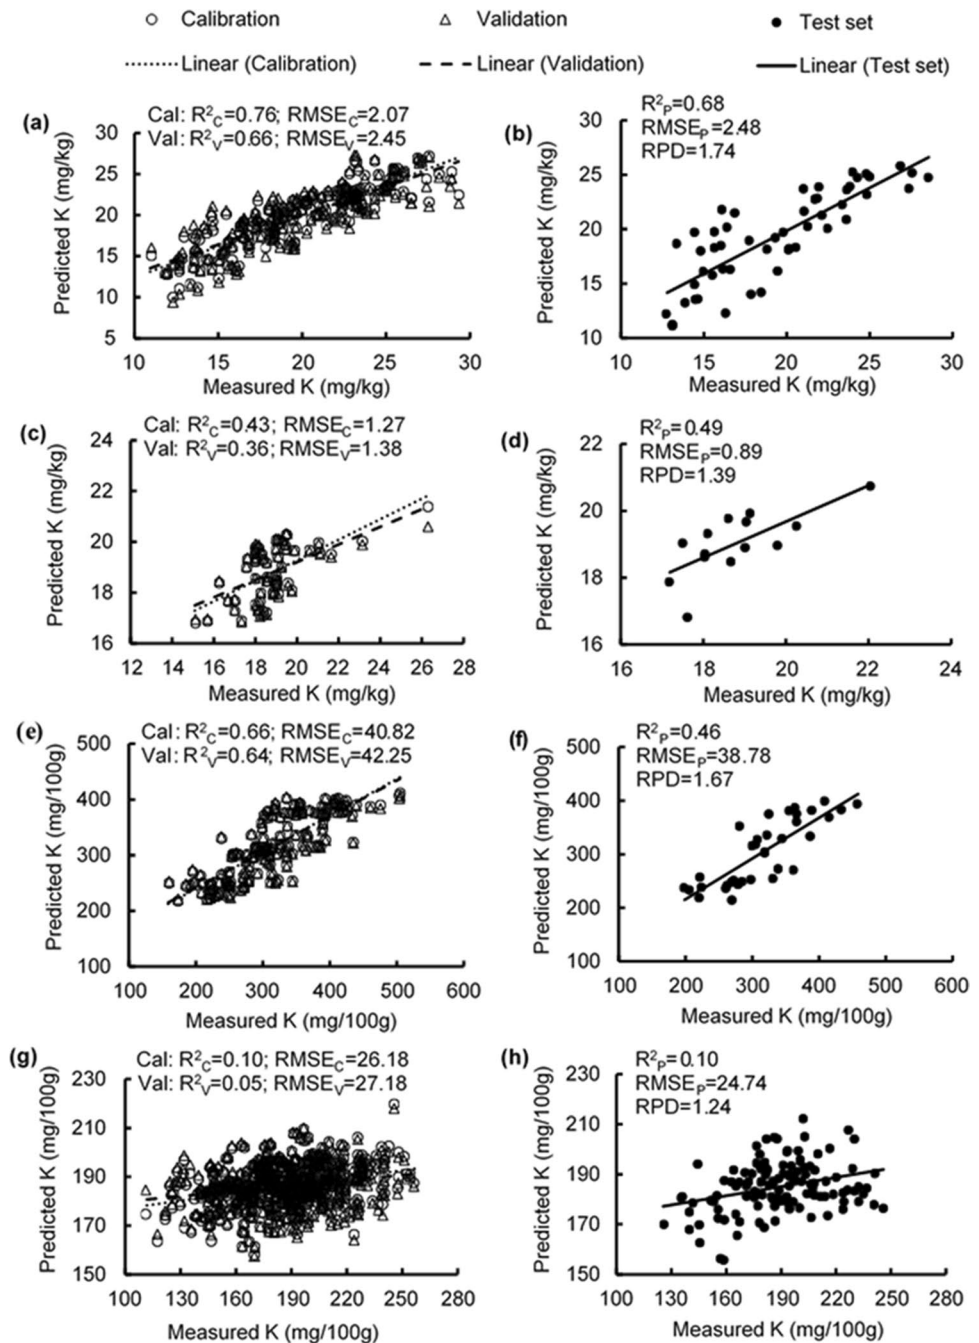 Calibration Validation Test set
Linear (Calibration) Linear (Validation) Linear (Test set)
(a)
Cal: R²C=0.76; RMSEC=2.07
Val: R²V=0.66; RMSEV=2.45
Predicted K (mg/kg)
30
25
20
15
10
5
10 15 20 25 30
Measured K (mg/kg)
(b)
R²P=0.68
RMSEP=2.48
RPD=1.74
Predicted K (mg/kg)
30
25
20
15
10
10 15 20 25 30
Measured K (mg/kg)
(c)
Cal: R²C=0.43; RMSEC=1.27
Val: R²V=0.36; RMSEV=1.38
Predicted K (mg/kg)
24
22
20
18
16
12 14 16 18 20 22 24 26 28
Measured K (mg/kg)
(d)
R²P=0.49
RMSEP=0.89
RPD=1.39
Predicted K (mg/kg)
22
20
18
16
16 18 20 22 24
Measured K (mg/kg)
(e)
Cal: R²C=0.66; RMSEC=40.82
Val: R²V=0.64; RMSEV=42.25
Predicted K (mg/100g)
500
400
300
200
100
100 200 300 400 500 600
Measured K (mg/100g)
(f)
R²P=0.46
RMSEP=38.78
RPD=1.67
Predicted K (mg/100g)
500
400
300
200
100
100 200 300 400 500 600
Measured K (mg/100g)
(g)
Cal: R²C=0.10; RMSEC=26.18
Val: R²V=0.05; RMSEV=27.18
Predicted K (mg/100g)
230
210
190
170
150
100 130 160 190 220 250 280
Measured K (mg/100g)
(h)
R²P=0.10
RMSEP=24.74
RPD=1.24
Predicted K (mg/100g)
230
210
190
170
150
100 130 160 190 220 250 280
Measured K (mg/100g)